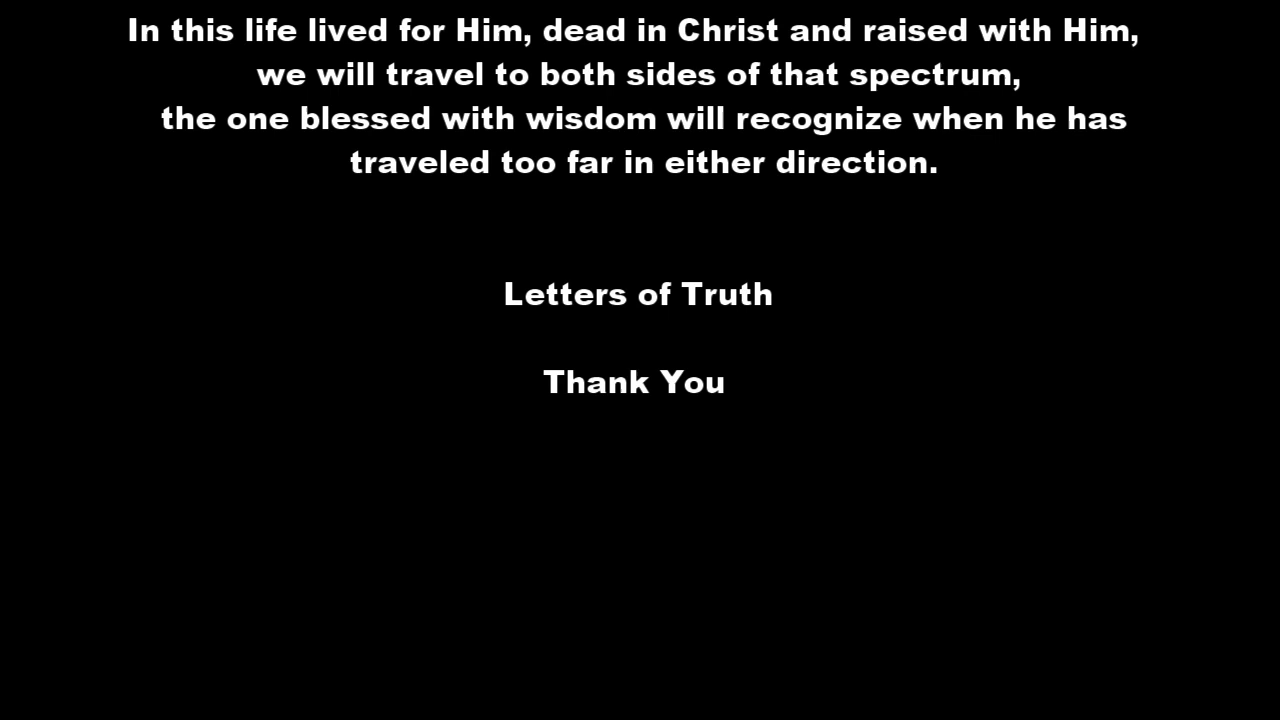 In this life lived for Him, dead in Christ and raised with Him,
we will travel to both sides of that spectrum,
the one blessed with wisdom will recognize when he has
traveled too far in either direction.
Letters of Truth
Thank You